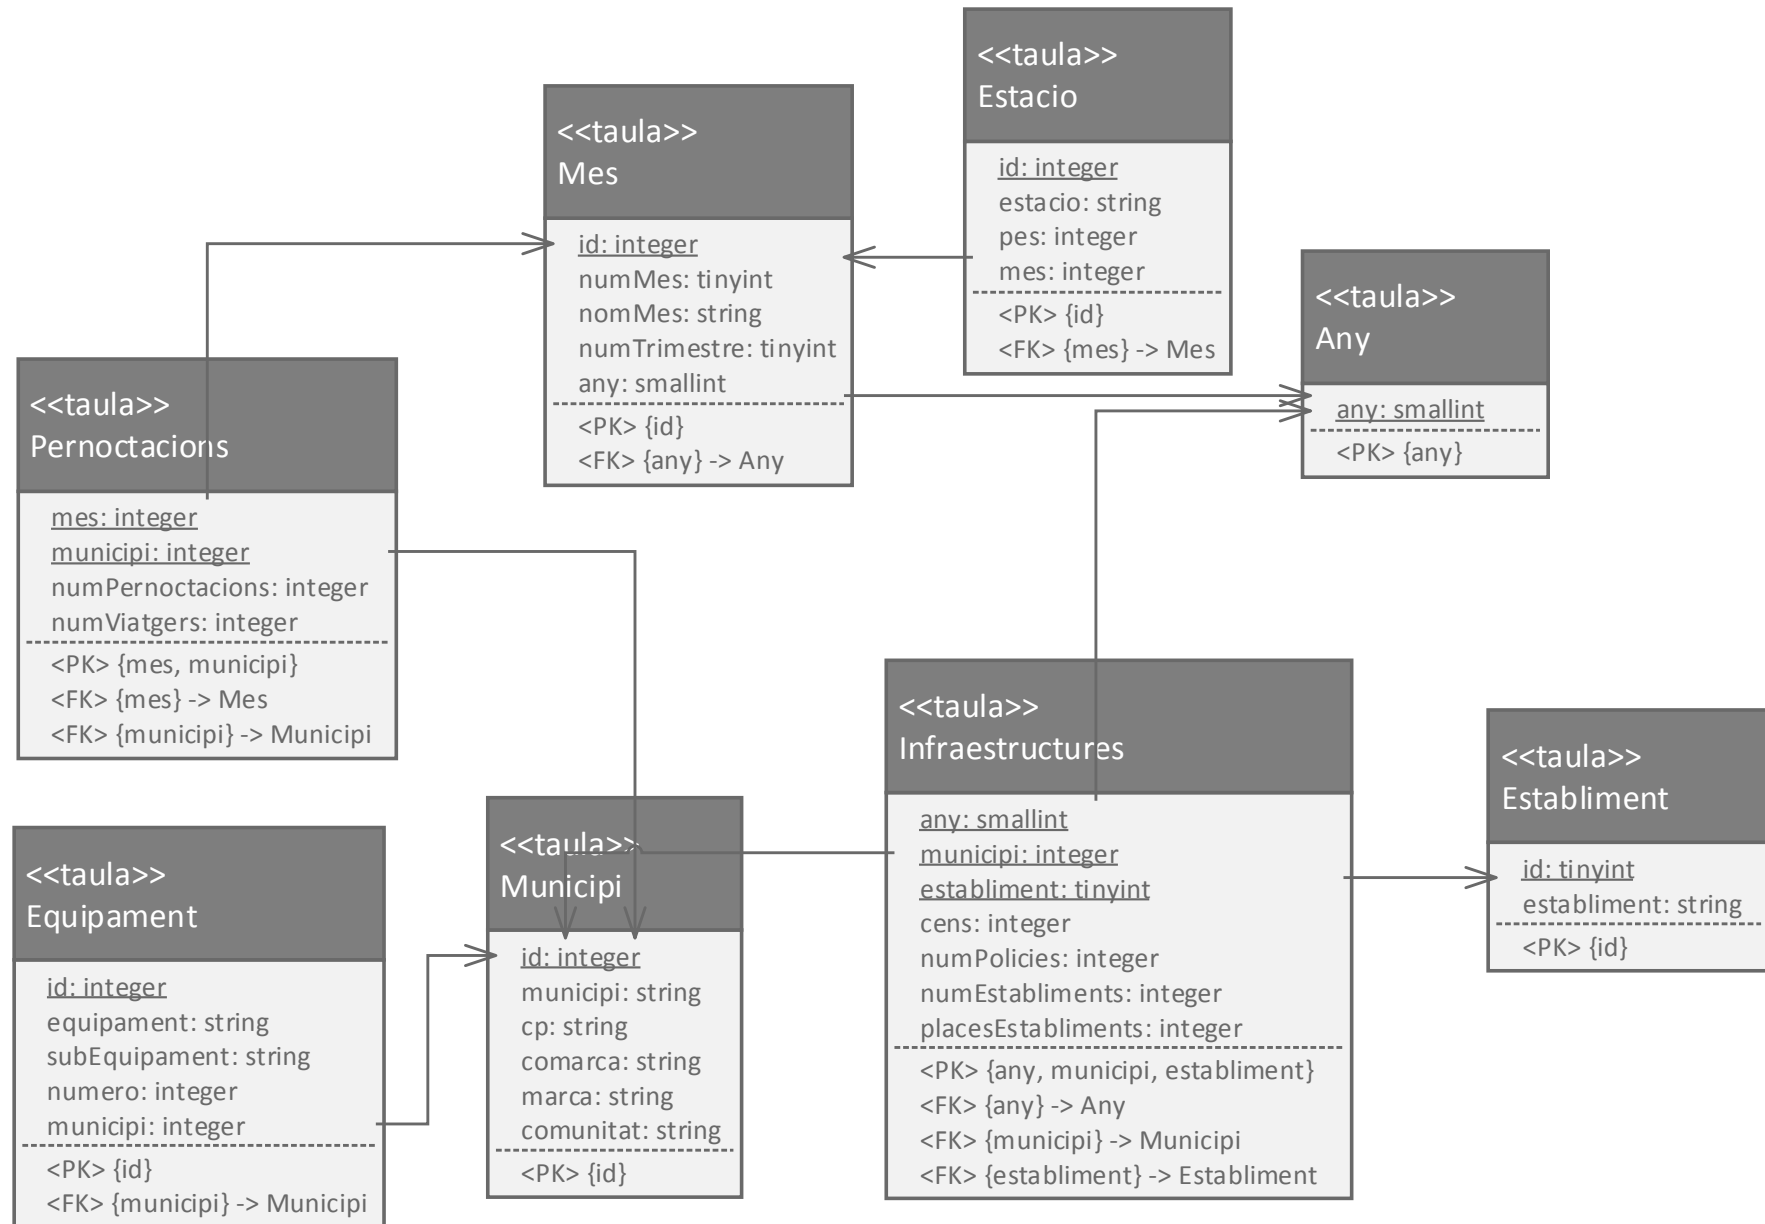 <<taula>>
Estacio
id: integer
estacio: string
pes: integer
mes: integer
<PK> {id}
<FK> {mes} -> Mes
<<taula>>
Mes
id: integer
numMes: tinyint
nomMes: string
numTrimestre: tinyint
any: smallint
<PK> {id}
<FK> {any} -> Any
<<taula>>
Any
any: smallint
<PK> {any}
<<taula>>
Pernoctacions
mes: integer
municipi: integer
numPernoctacions: integer
numViatgers: integer
<PK> {mes, municipi}
<FK> {mes} -> Mes
<FK> {municipi} -> Municipi
<<taula>>
Infraestructures
any: smallint
municipi: integer
establiment: tinyint
cens: integer
numPolicies: integer
numEstabliments: integer
placesEstabliments: integer
<PK> {any, municipi, establiment}
<FK> {any} -> Any
<FK> {municipi} -> Municipi
<FK> {establiment} -> Establiment
<<taula>>
Establiment
id: tinyint
establiment: string
<PK> {id}
<<taula>>
Municipi
id: integer
municipi: string
cp: string
comarca: string
marca: string
comunitat: string
<PK> {id}
<<taula>>
Equipament
id: integer
equipament: string
subEquipament: string
numero: integer
municipi: integer
<PK> {id}
<FK> {municipi} -> Municipi